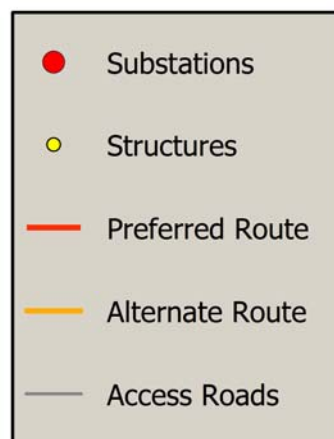 Substations
Structures
Preferred Route
Alternate Route
Access Roads